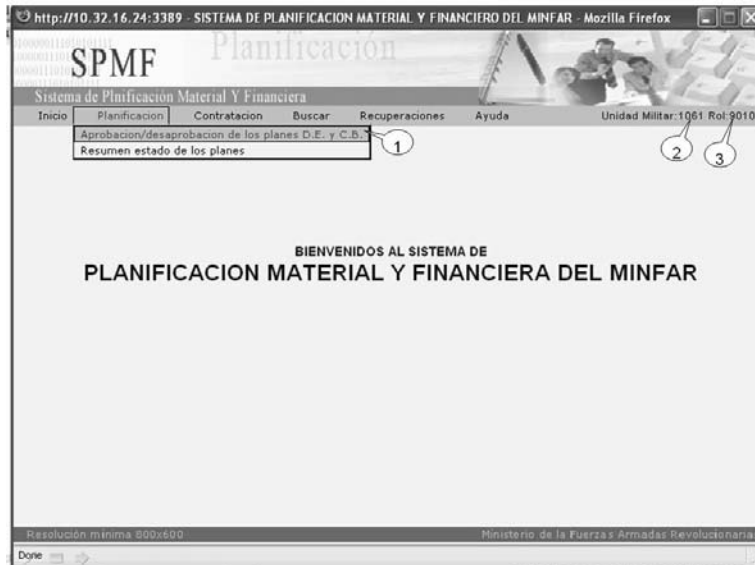 http://10.32.16.24:3389 - SISTEMA DE PLANIFICACION MATERIAL Y FINANCIERO DEL MINFAR - Mozilla Firefox
Planificación
SPMF
Sistema de Plnificación Material Y Financiera
Inicio Planificacion Contratacion Buscar Recuperaciones Ayuda Unidad Militar:1061 Rol:9010
Aprobacion/desaprobacion de los planes D.E. y C.B.
1
2
3
Resumen estado de los planes
BIENVENIDOS AL SISTEMA DE
PLANIFICACION MATERIAL Y FINANCIERA DEL MINFAR
Resolución mínima 800x600 Ministerio de la Fuerzas Armadas Revolucionaria
Done